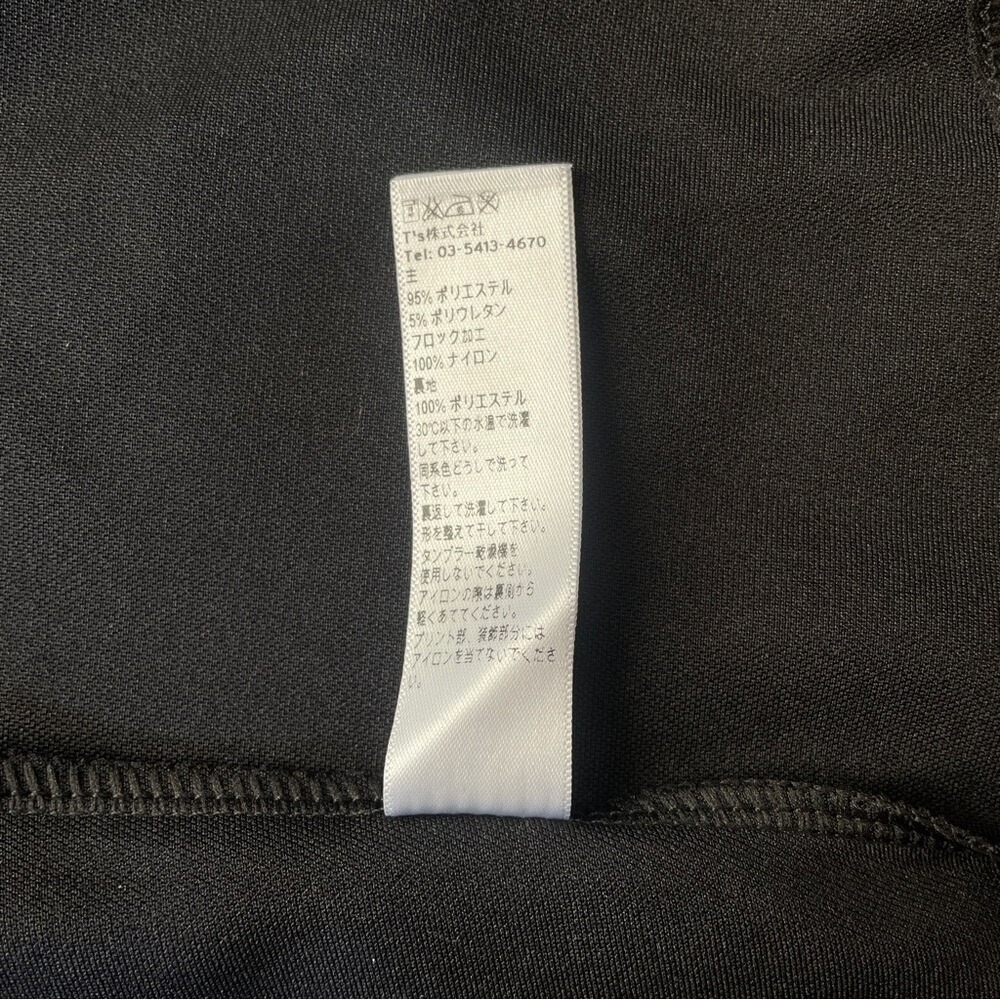 T's株式会社
Tel: 03-5413-4670
主
95% ポリエステル
5% ポリウレタン
フロック加工
100% ナイロン
裏地
100% ポリエステル
30℃以下の水温で洗濯
して下さい。
同系色どうしで洗って
下さい。
裏返して洗濯して下さい。
形を整えて干して下さい。
タンブラー乾燥機を
使用しないでください。
アイロンの際は裏側から
軽くあててください。
プリント部、装飾部分には
アイロンを当てないでくださ
い。